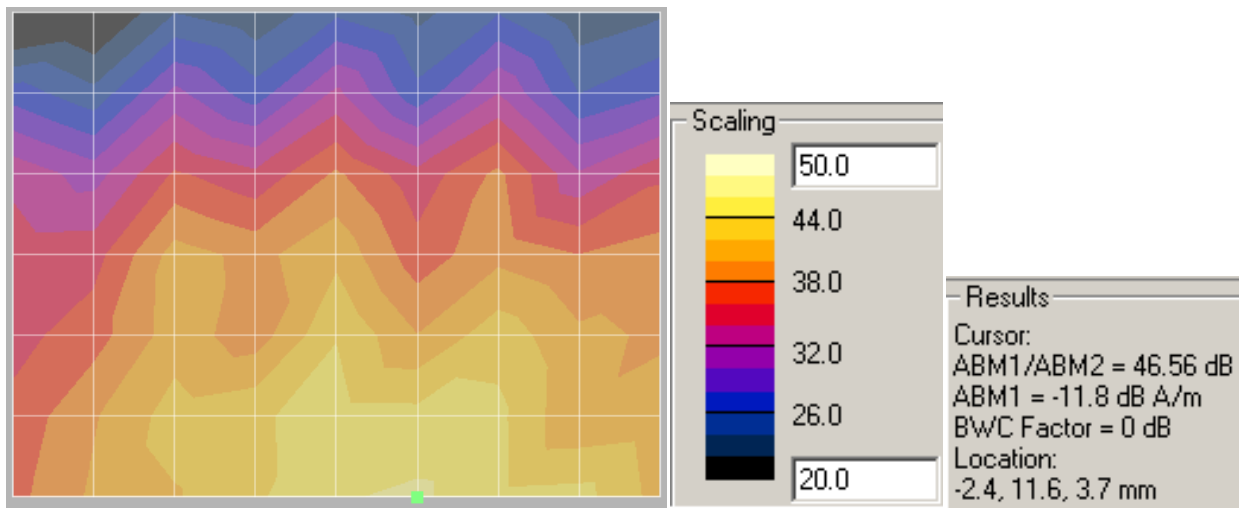 Scaling
50.0
44.0
38.0
32.0
26.0
20.0
Results
Cursor:
ABM1/ABM2 = 46.56 dB
ABM1 = -11.8 dB A/m
BWC Factor = 0 dB
Location:
-2.4, 11.6, 3.7 mm